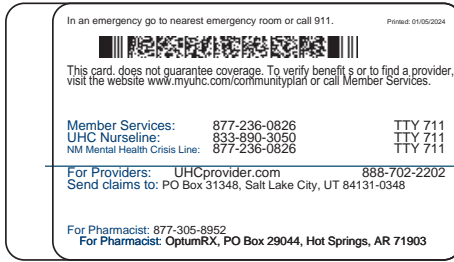 In an emergency go to nearest emergency room or call 911. Printed: 01/05/2024
This card. does not guarantee coverage. To verify benefit s or to find a provider,
visit the website www.myuhc.com/communityplan or call Member Services.
Member Services: 877-236-0826 TTY 711
UHC Nurseline: 833-890-3050 TTY 711
NM Mental Health Crisis Line: 877-236-0826 TTY 711
For Providers: UHCprovider.com 888-702-2202
Send claims to: PO Box 31348, Salt Lake City, UT 84131-0348
For Pharmacist: 877-305-8952
For Pharmacist: OptumRX, PO Box 29044, Hot Springs, AR 71903